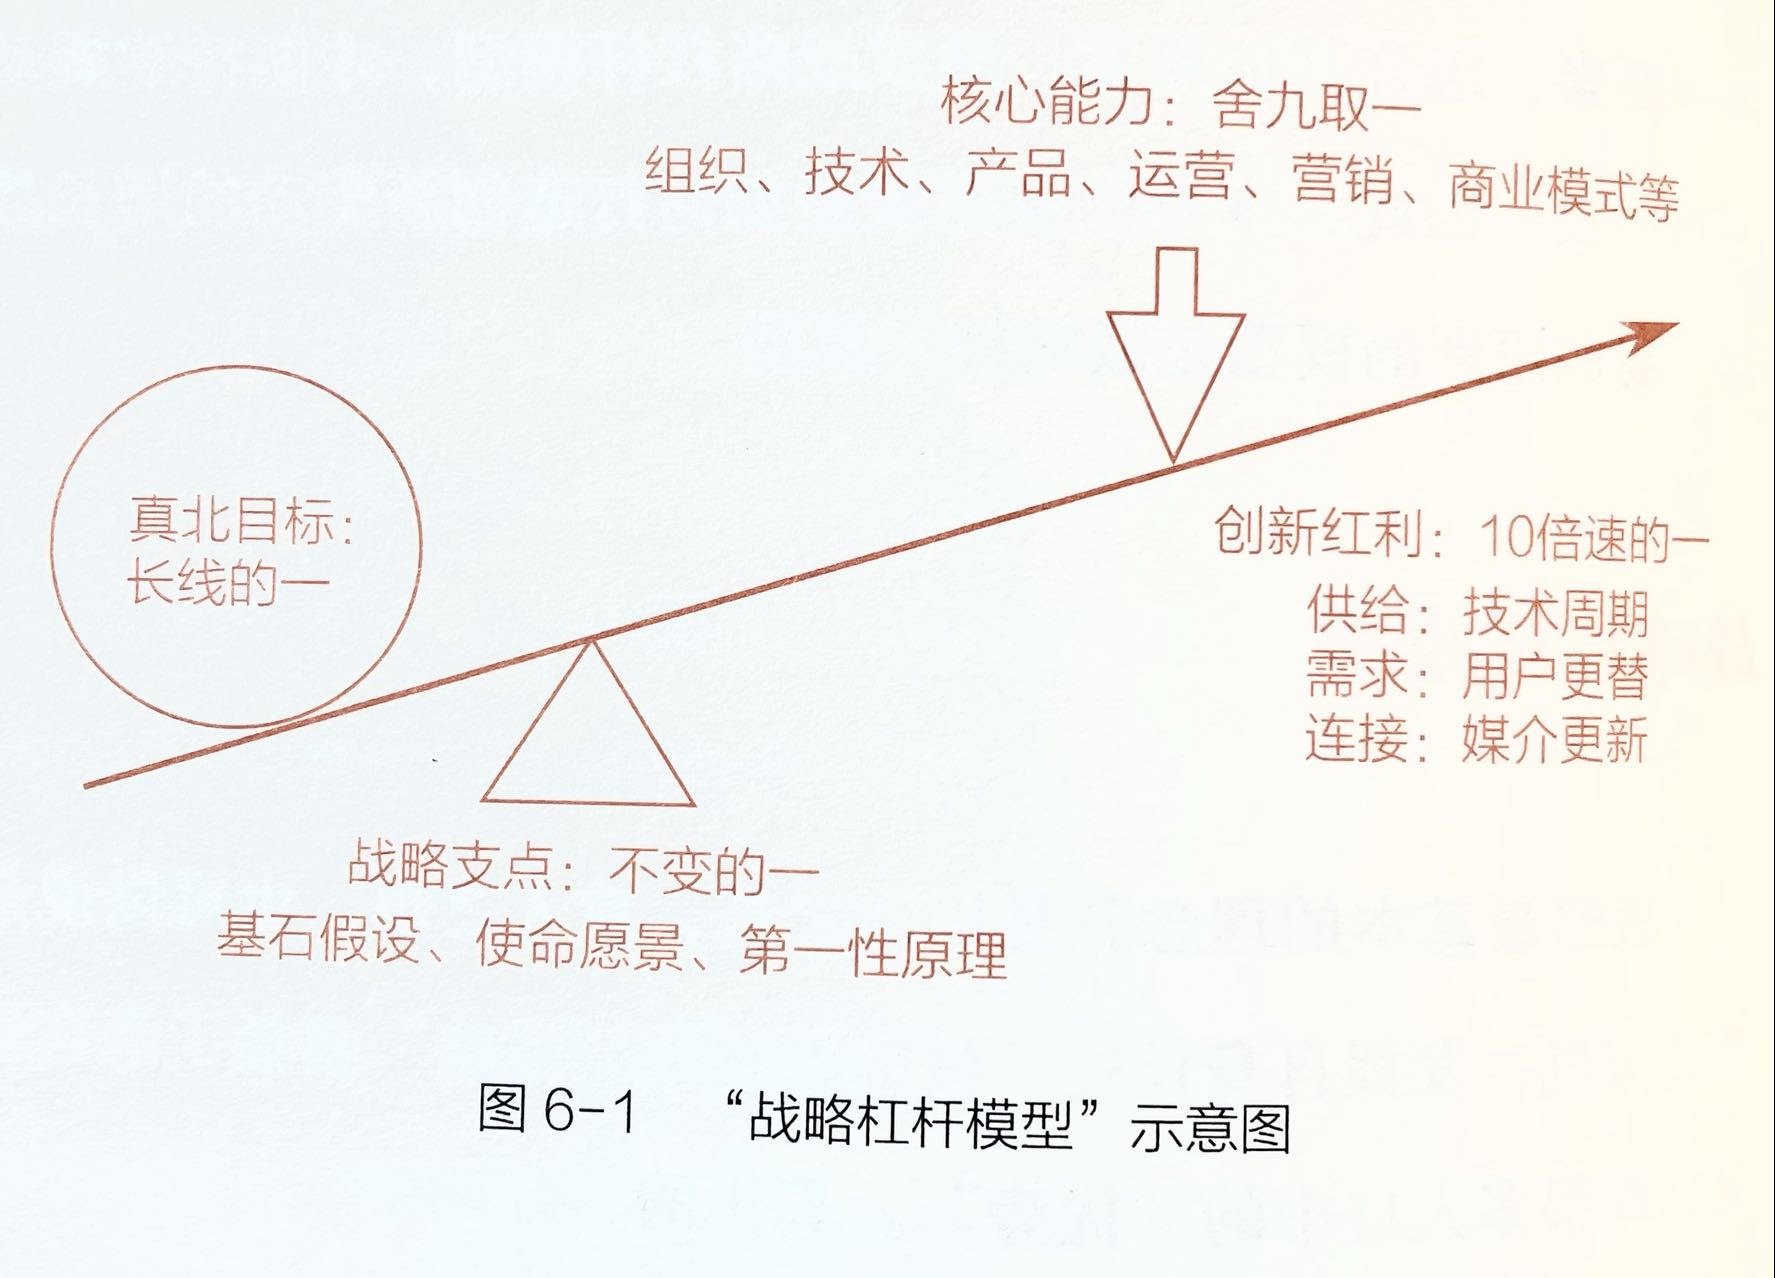 核心能力：舍九取一
组织、技术、产品、运营、营销、商业模式等
真北目标：
长线的一
创新红利：10倍速的一
供给：技术周期
需求：用户更替
连接：媒介更新
战略支点：不变的一
基石假设、使命愿景、第一性原理
图 6-1 “战略杠杆模型”示意图